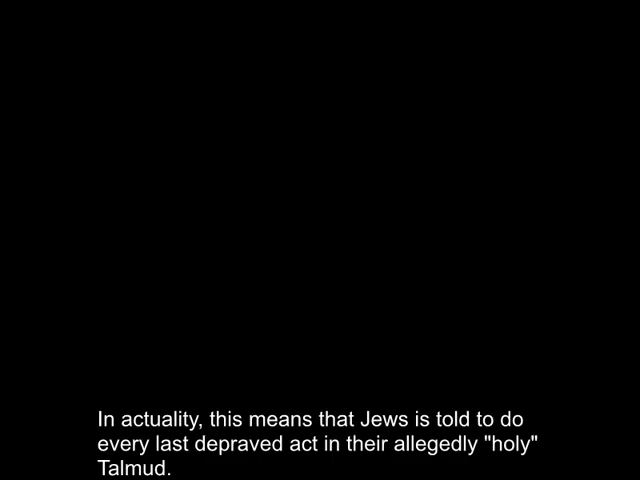 In actuality, this means that Jews is told to do
every last depraved act in their allegedly "holy"
Talmud.